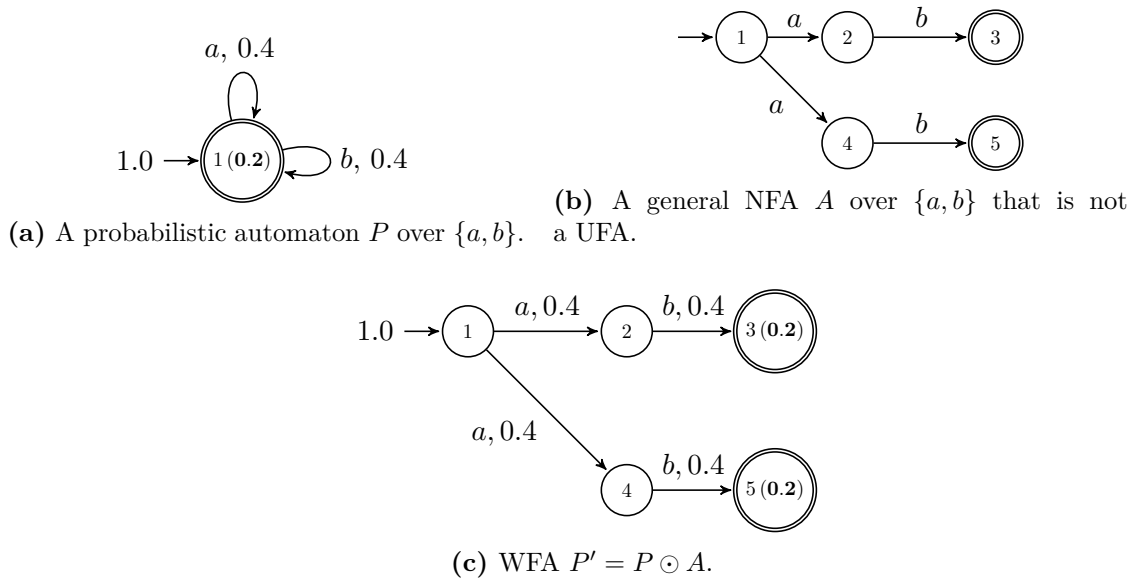 a, 0.4
1.0
1 (0.2)
b, 0.4
(a) A probabilistic automaton P over {a, b}.
1
a
2
b
3
a
4
b
5
(b) A general NFA A over {a, b} that is not
a UFA.
1.0
1
a, 0.4
2
b, 0.4
3 (0.2)
a, 0.4
4
b, 0.4
5 (0.2)
(c) WFA P′ = P ⊙ A.